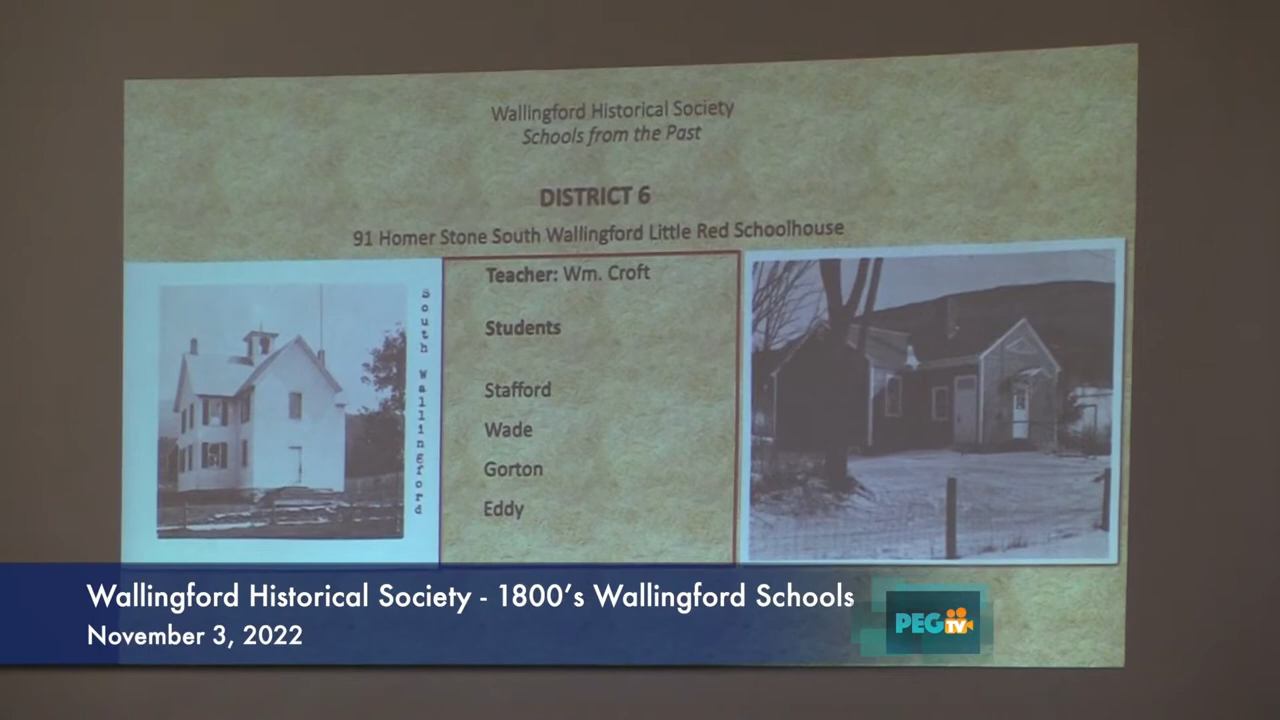 Wallingford Historical Society
Schools from the Past
DISTRICT 6
91 Homer Stone South Wallingford Little Red Schoolhouse
South Wallingford
Teacher: Wm. Croft
Students
Stafford
Wade
Gorton
Eddy
Wallingford Historical Society - 1800's Wallingford Schools
November 3, 2022
PEG TV